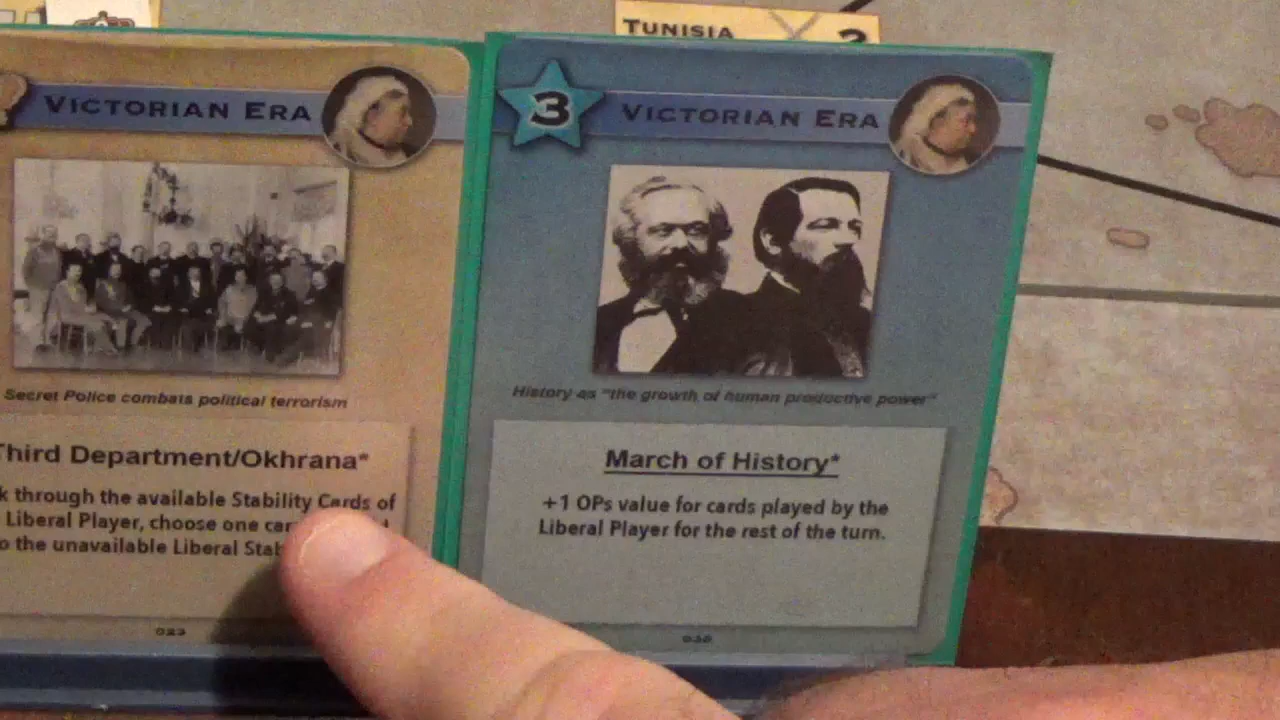 TUNISIA 2
VICTORIAN ERA
Secret Police combats political terrorism
Third Department/Okhrana*
through the available Stability Cards of
Liberal Player, choose one
the unavailable Liberal
023
3 VICTORIAN ERA
History as "the growth of human productive power"
March of History*
+1 OPs value for cards played by the
Liberal Player for the rest of the turn.